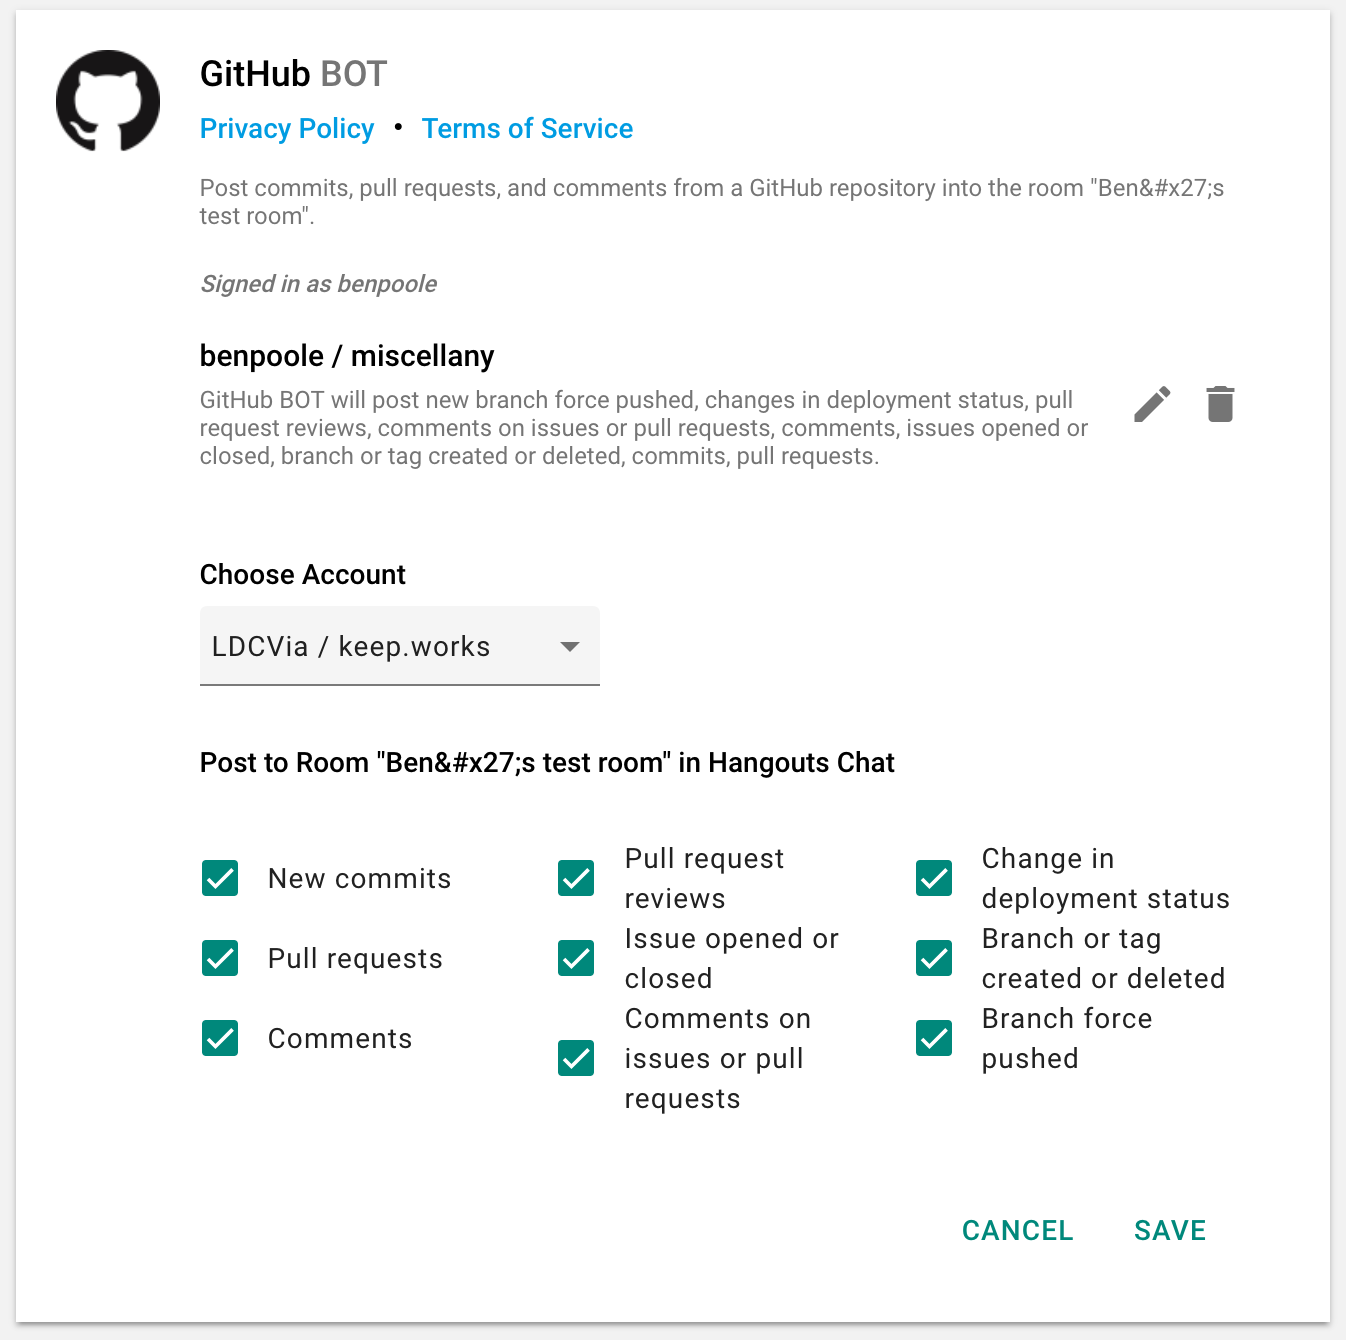 GitHub BOT
Privacy Policy • Terms of Service
Post commits, pull requests, and comments from a GitHub repository into the room "Ben&#x27;s
test room".
Signed in as benpoole
benpoole / miscellany
GitHub BOT will post new branch force pushed, changes in deployment status, pull
request reviews, comments on issues or pull requests, comments, issues opened or
closed, branch or tag created or deleted, commits, pull requests.
Choose Account
LDCVia / keep.works
Post to Room "Ben&#x27;s test room" in Hangouts Chat
New commits
Pull requests
Comments
Pull request
reviews
Issue opened or
closed
Comments on
issues or pull
requests
Change in
deployment status
Branch or tag
created or deleted
Branch force
pushed
CANCEL SAVE